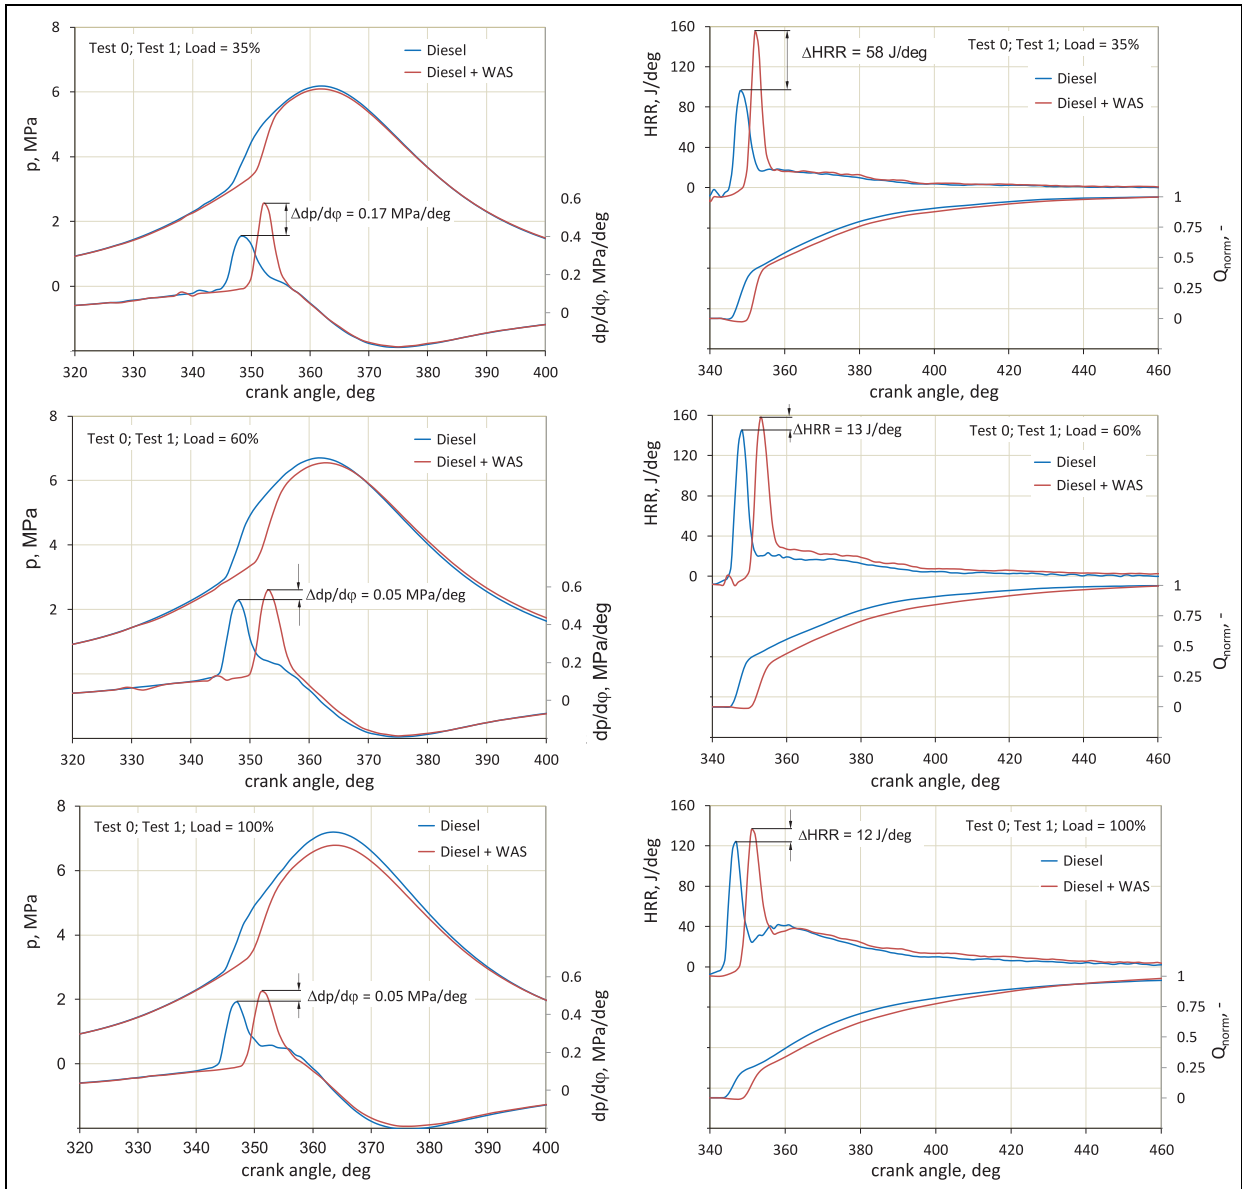 Test 0; Test 1; Load = 35%
Diesel
Diesel + WAS
Δdp/dφ = 0.17 MPa/deg
p, MPa
8
6
4
2
0
dp/dφ, MPa/deg
0.6
0.4
0.2
0
320 330 340 350 360 370 380 390 400
crank angle, deg
Test 0; Test 1; Load = 35%
Diesel
Diesel + WAS
ΔHRR = 58 J/deg
HRR, J/deg
160
120
80
40
0
Qnorm, -
1
0.75
0.5
0.25
0
340 360 380 400 420 440 460
crank angle, deg
Test 0; Test 1; Load = 60%
Diesel
Diesel + WAS
Δdp/dφ = 0.05 MPa/deg
p, MPa
8
6
4
2
dp/dφ, MPa/deg
0.6
0.4
0.2
0
320 330 340 350 360 370 380 390 400
crank angle, deg
Test 0; Test 1; Load = 60%
Diesel
Diesel + WAS
ΔHRR = 13 J/deg
HRR, J/deg
160
120
80
40
0
Qnorm, -
1
0.75
0.5
0.25
0
340 360 380 400 420 440 460
crank angle, deg
Test 0; Test 1; Load = 100%
Diesel
Diesel + WAS
Δdp/dφ = 0.05 MPa/deg
p, MPa
8
6
4
2
0
dp/dφ, MPa/deg
0.6
0.4
0.2
0
320 330 340 350 360 370 380 390 400
crank angle, deg
Test 0; Test 1; Load = 100%
Diesel
Diesel + WAS
ΔHRR = 12 J/deg
HRR, J/deg
160
120
80
40
0
Qnorm, -
1
0.75
0.5
0.25
0
340 360 380 400 420 440 460
crank angle, deg